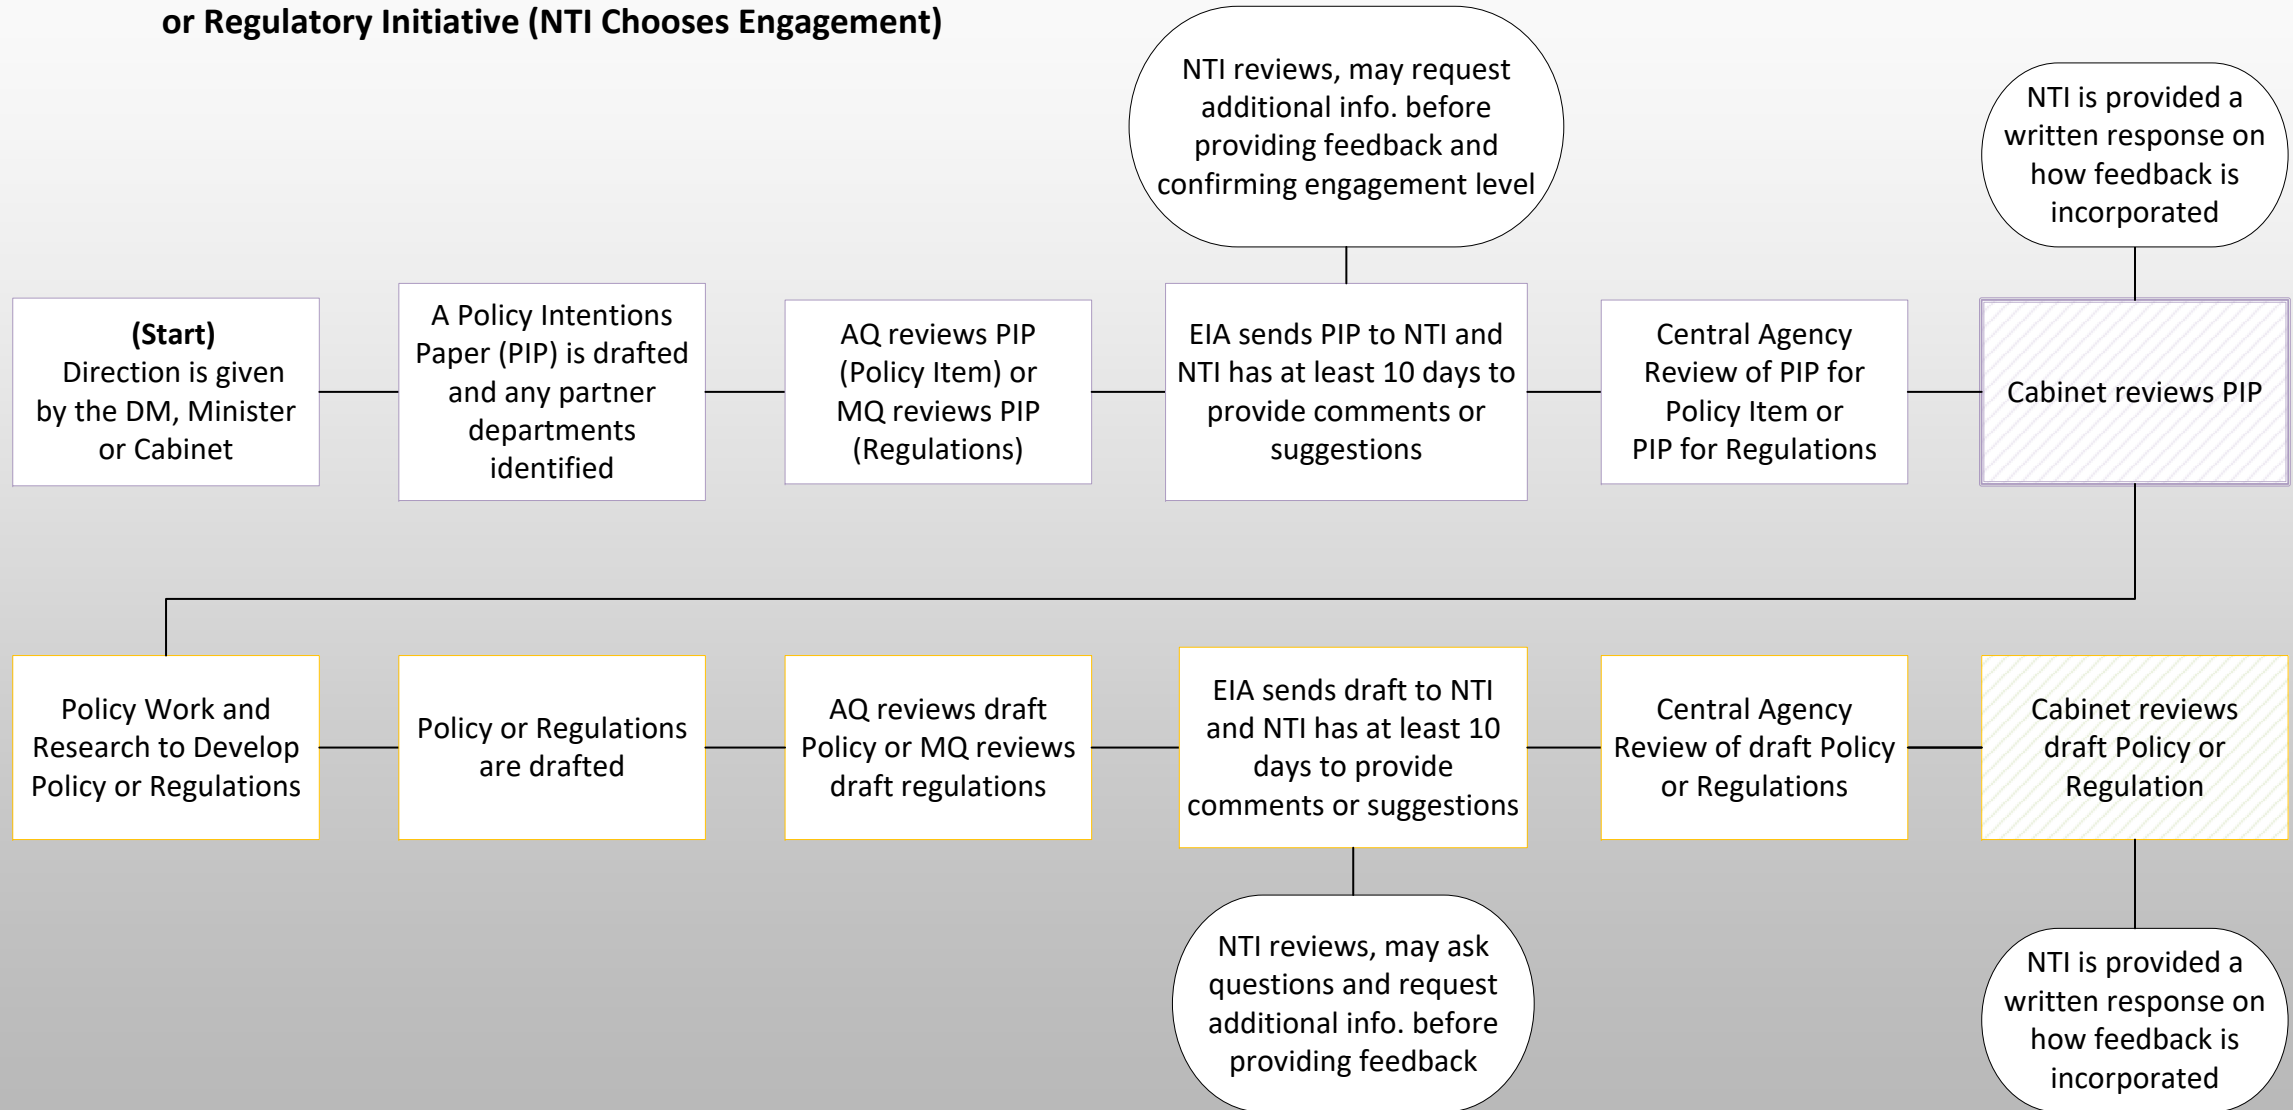 or Regulatory Initiative (NTI Chooses Engagement)
NTI reviews, may request
additional info. before
providing feedback and
confirming engagement level
NTI is provided a
written response on
how feedback is
incorporated
(Start)
Direction is given
by the DM, Minister
or Cabinet
A Policy Intentions
Paper (PIP) is drafted
and any partner
departments
identified
AQ reviews PIP
(Policy Item) or
MQ reviews PIP
(Regulations)
EIA sends PIP to NTI and
NTI has at least 10 days to
provide comments or
suggestions
Central Agency
Review of PIP for
Policy Item or
PIP for Regulations
Cabinet reviews PIP
Policy Work and
Research to Develop
Policy or Regulations
Policy or Regulations
are drafted
AQ reviews draft
Policy or MQ reviews
draft regulations
EIA sends draft to NTI
and NTI has at least 10
days to provide
comments or suggestions
Central Agency
Review of draft Policy
or Regulations
Cabinet reviews
draft Policy or
Regulation
NTI reviews, may ask
questions and request
additional info. before
providing feedback
NTI is provided a
written response on
how feedback is
incorporated